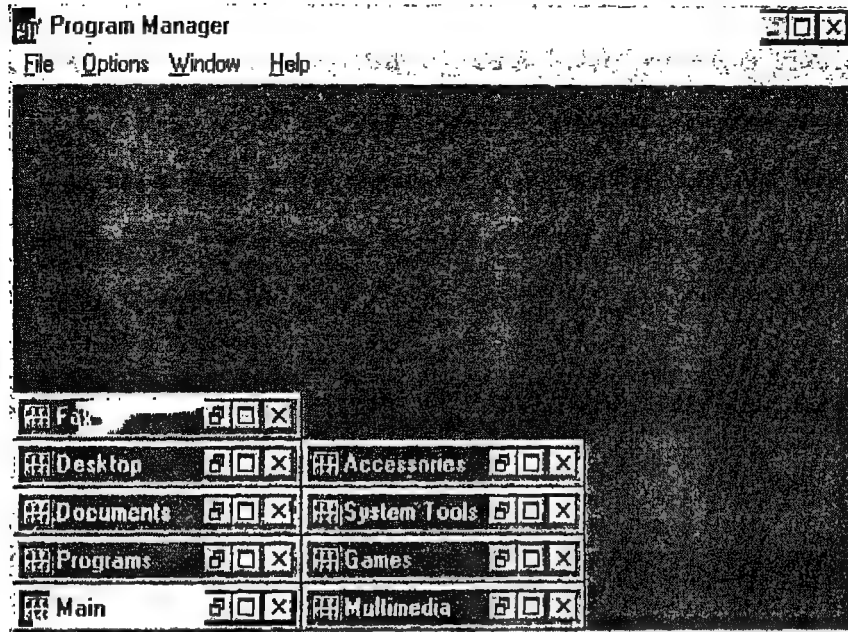 Program Manager
File Options Window Help
Desktop Accessories
Documents System Tools
Programs Games
Main Multimedia